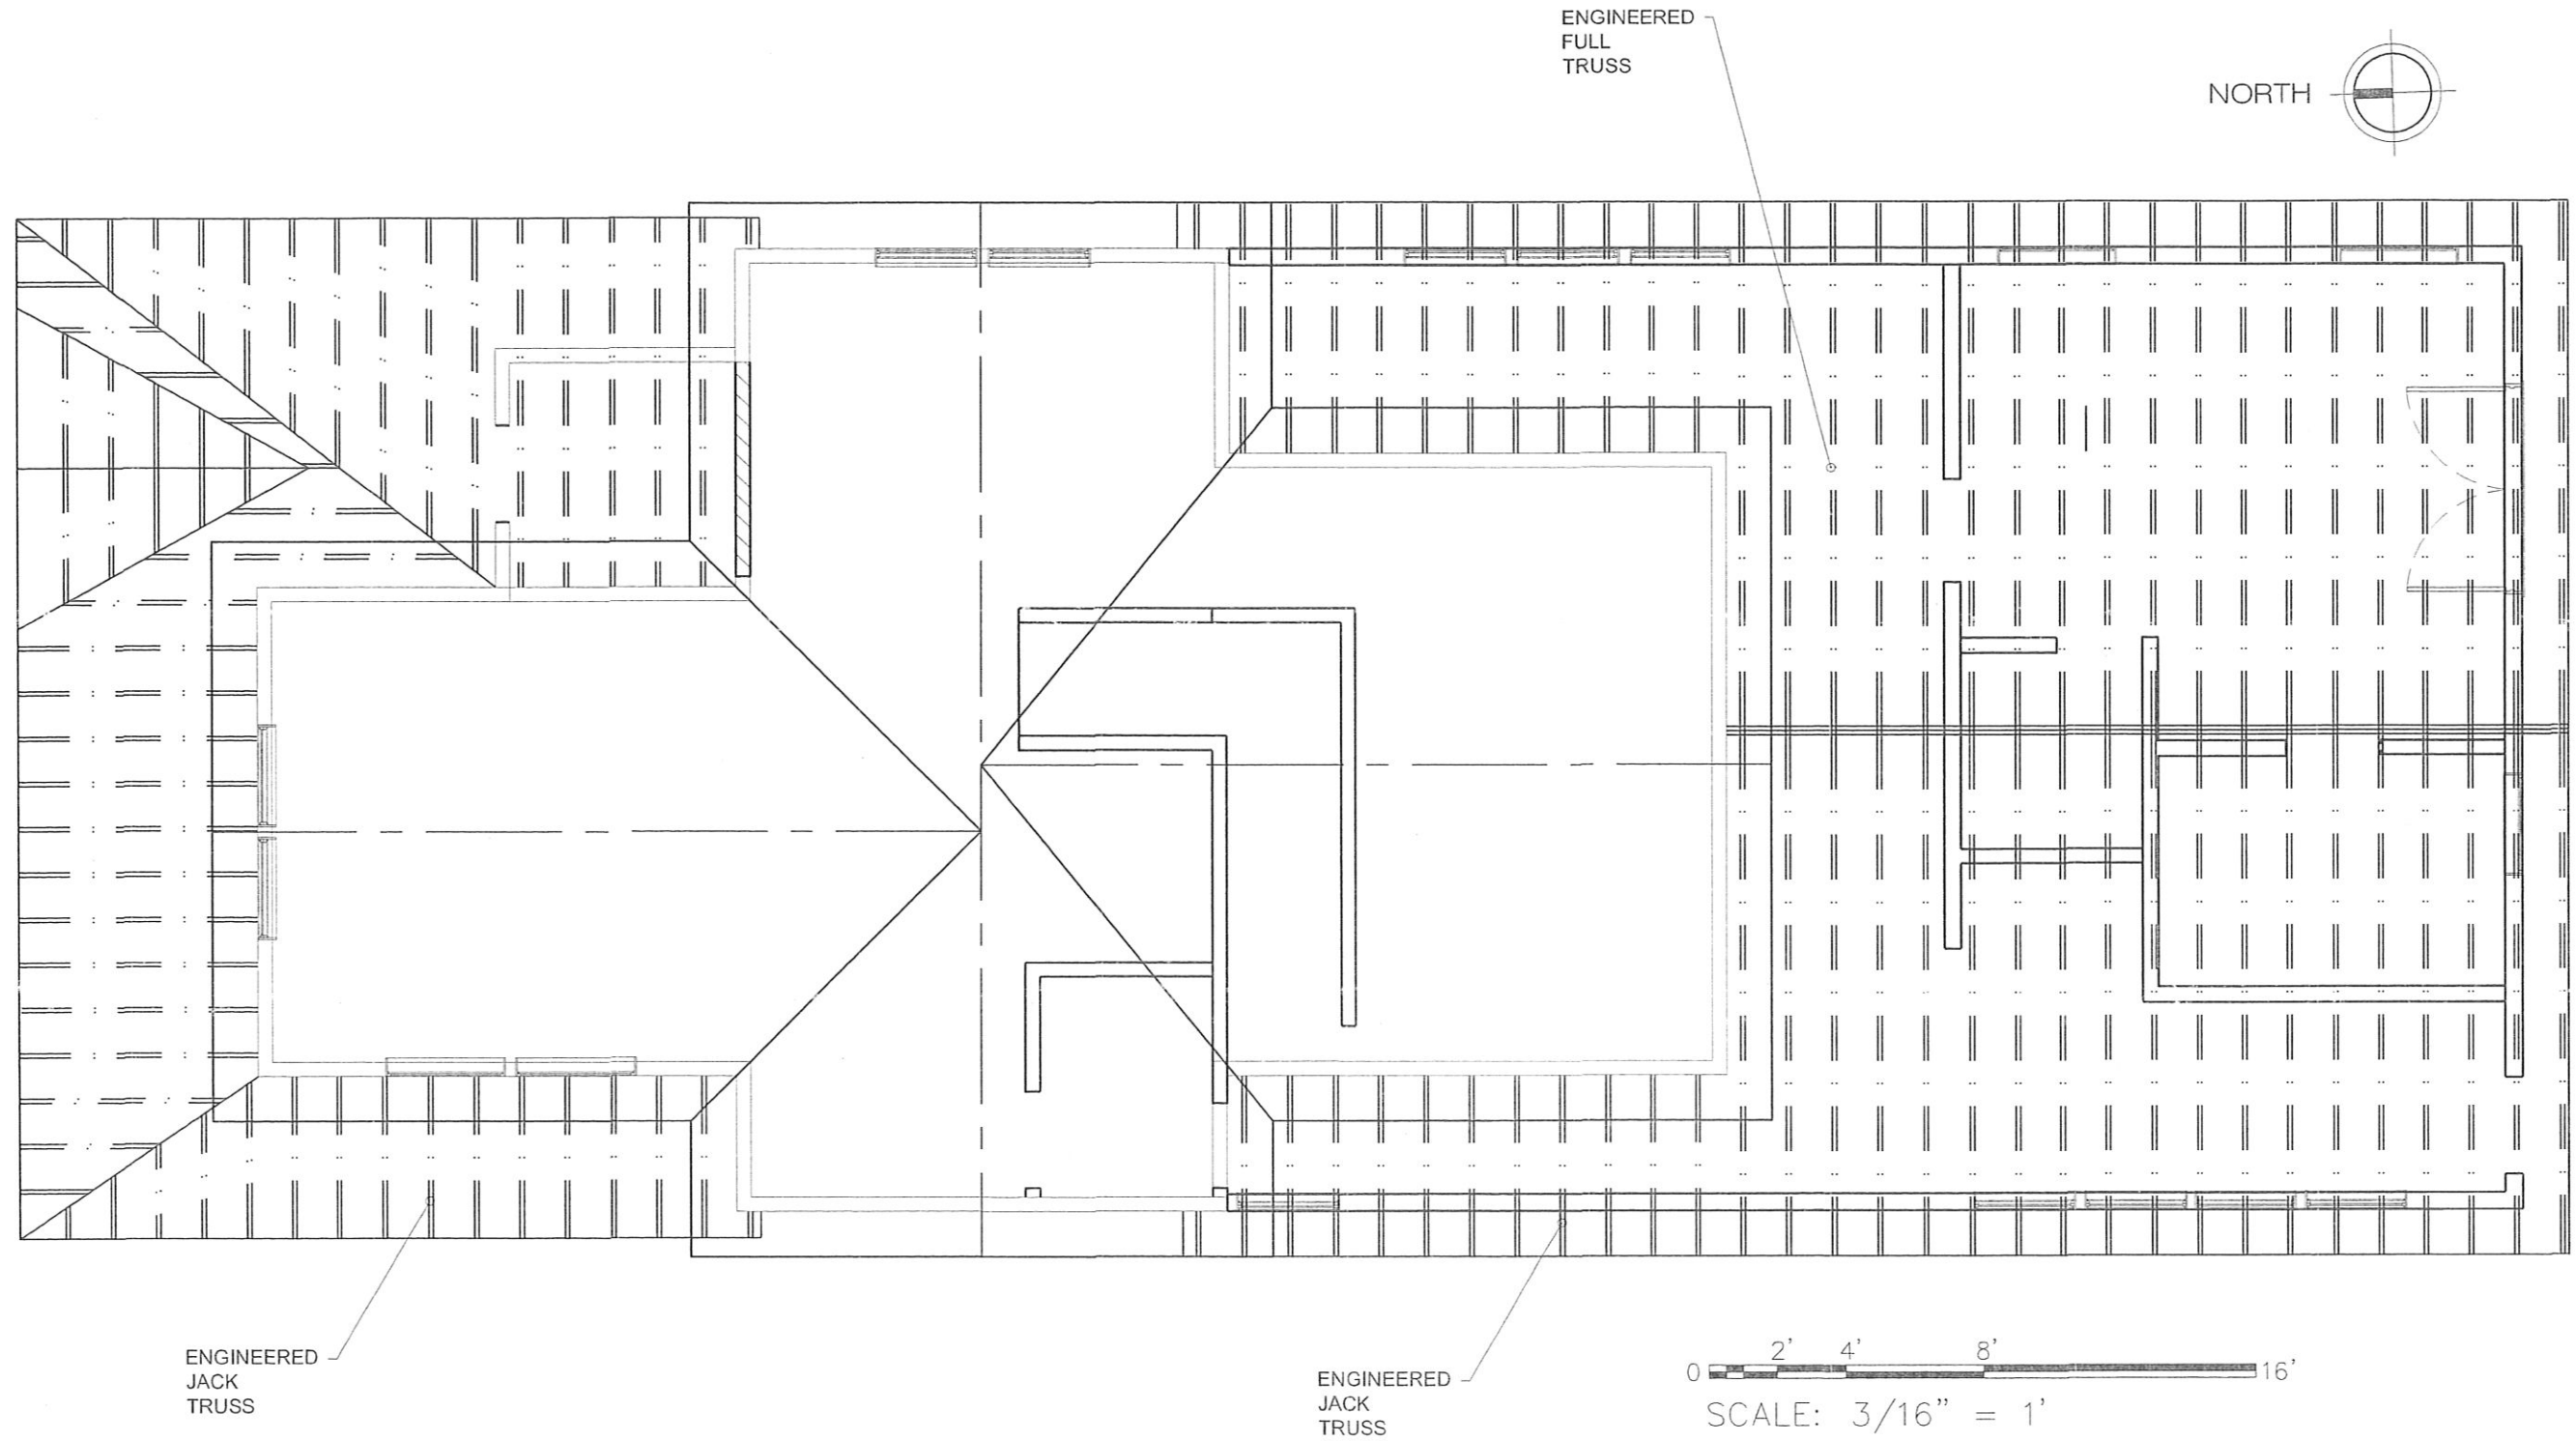 ENGINEERED
FULL
TRUSS
NORTH
ENGINEERED
JACK
TRUSS
ENGINEERED
JACK
TRUSS
0 2' 4' 8' 16'
SCALE: 3/16" = 1'